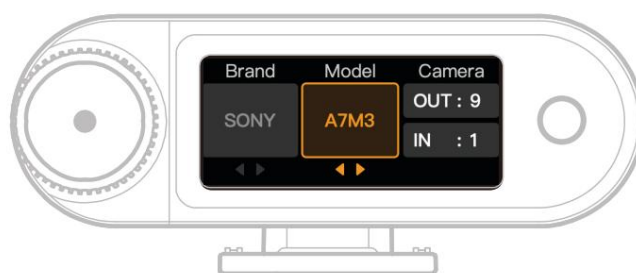 Brand Model Camera
SONY A7M3 OUT : 9
IN : 1